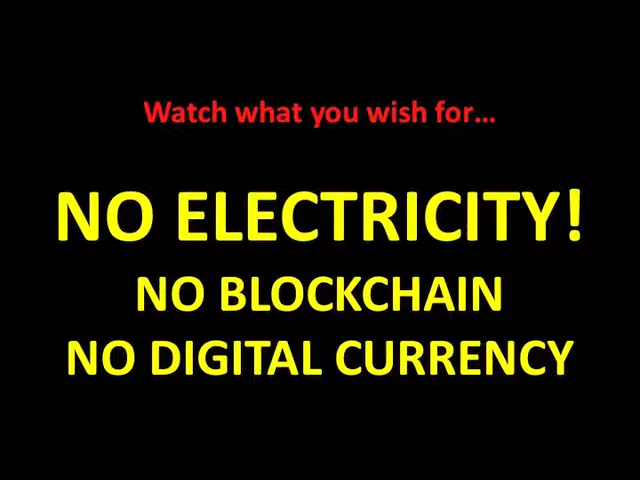 Watch what you wish for...
NO ELECTRICITY!
NO BLOCKCHAIN
NO DIGITAL CURRENCY